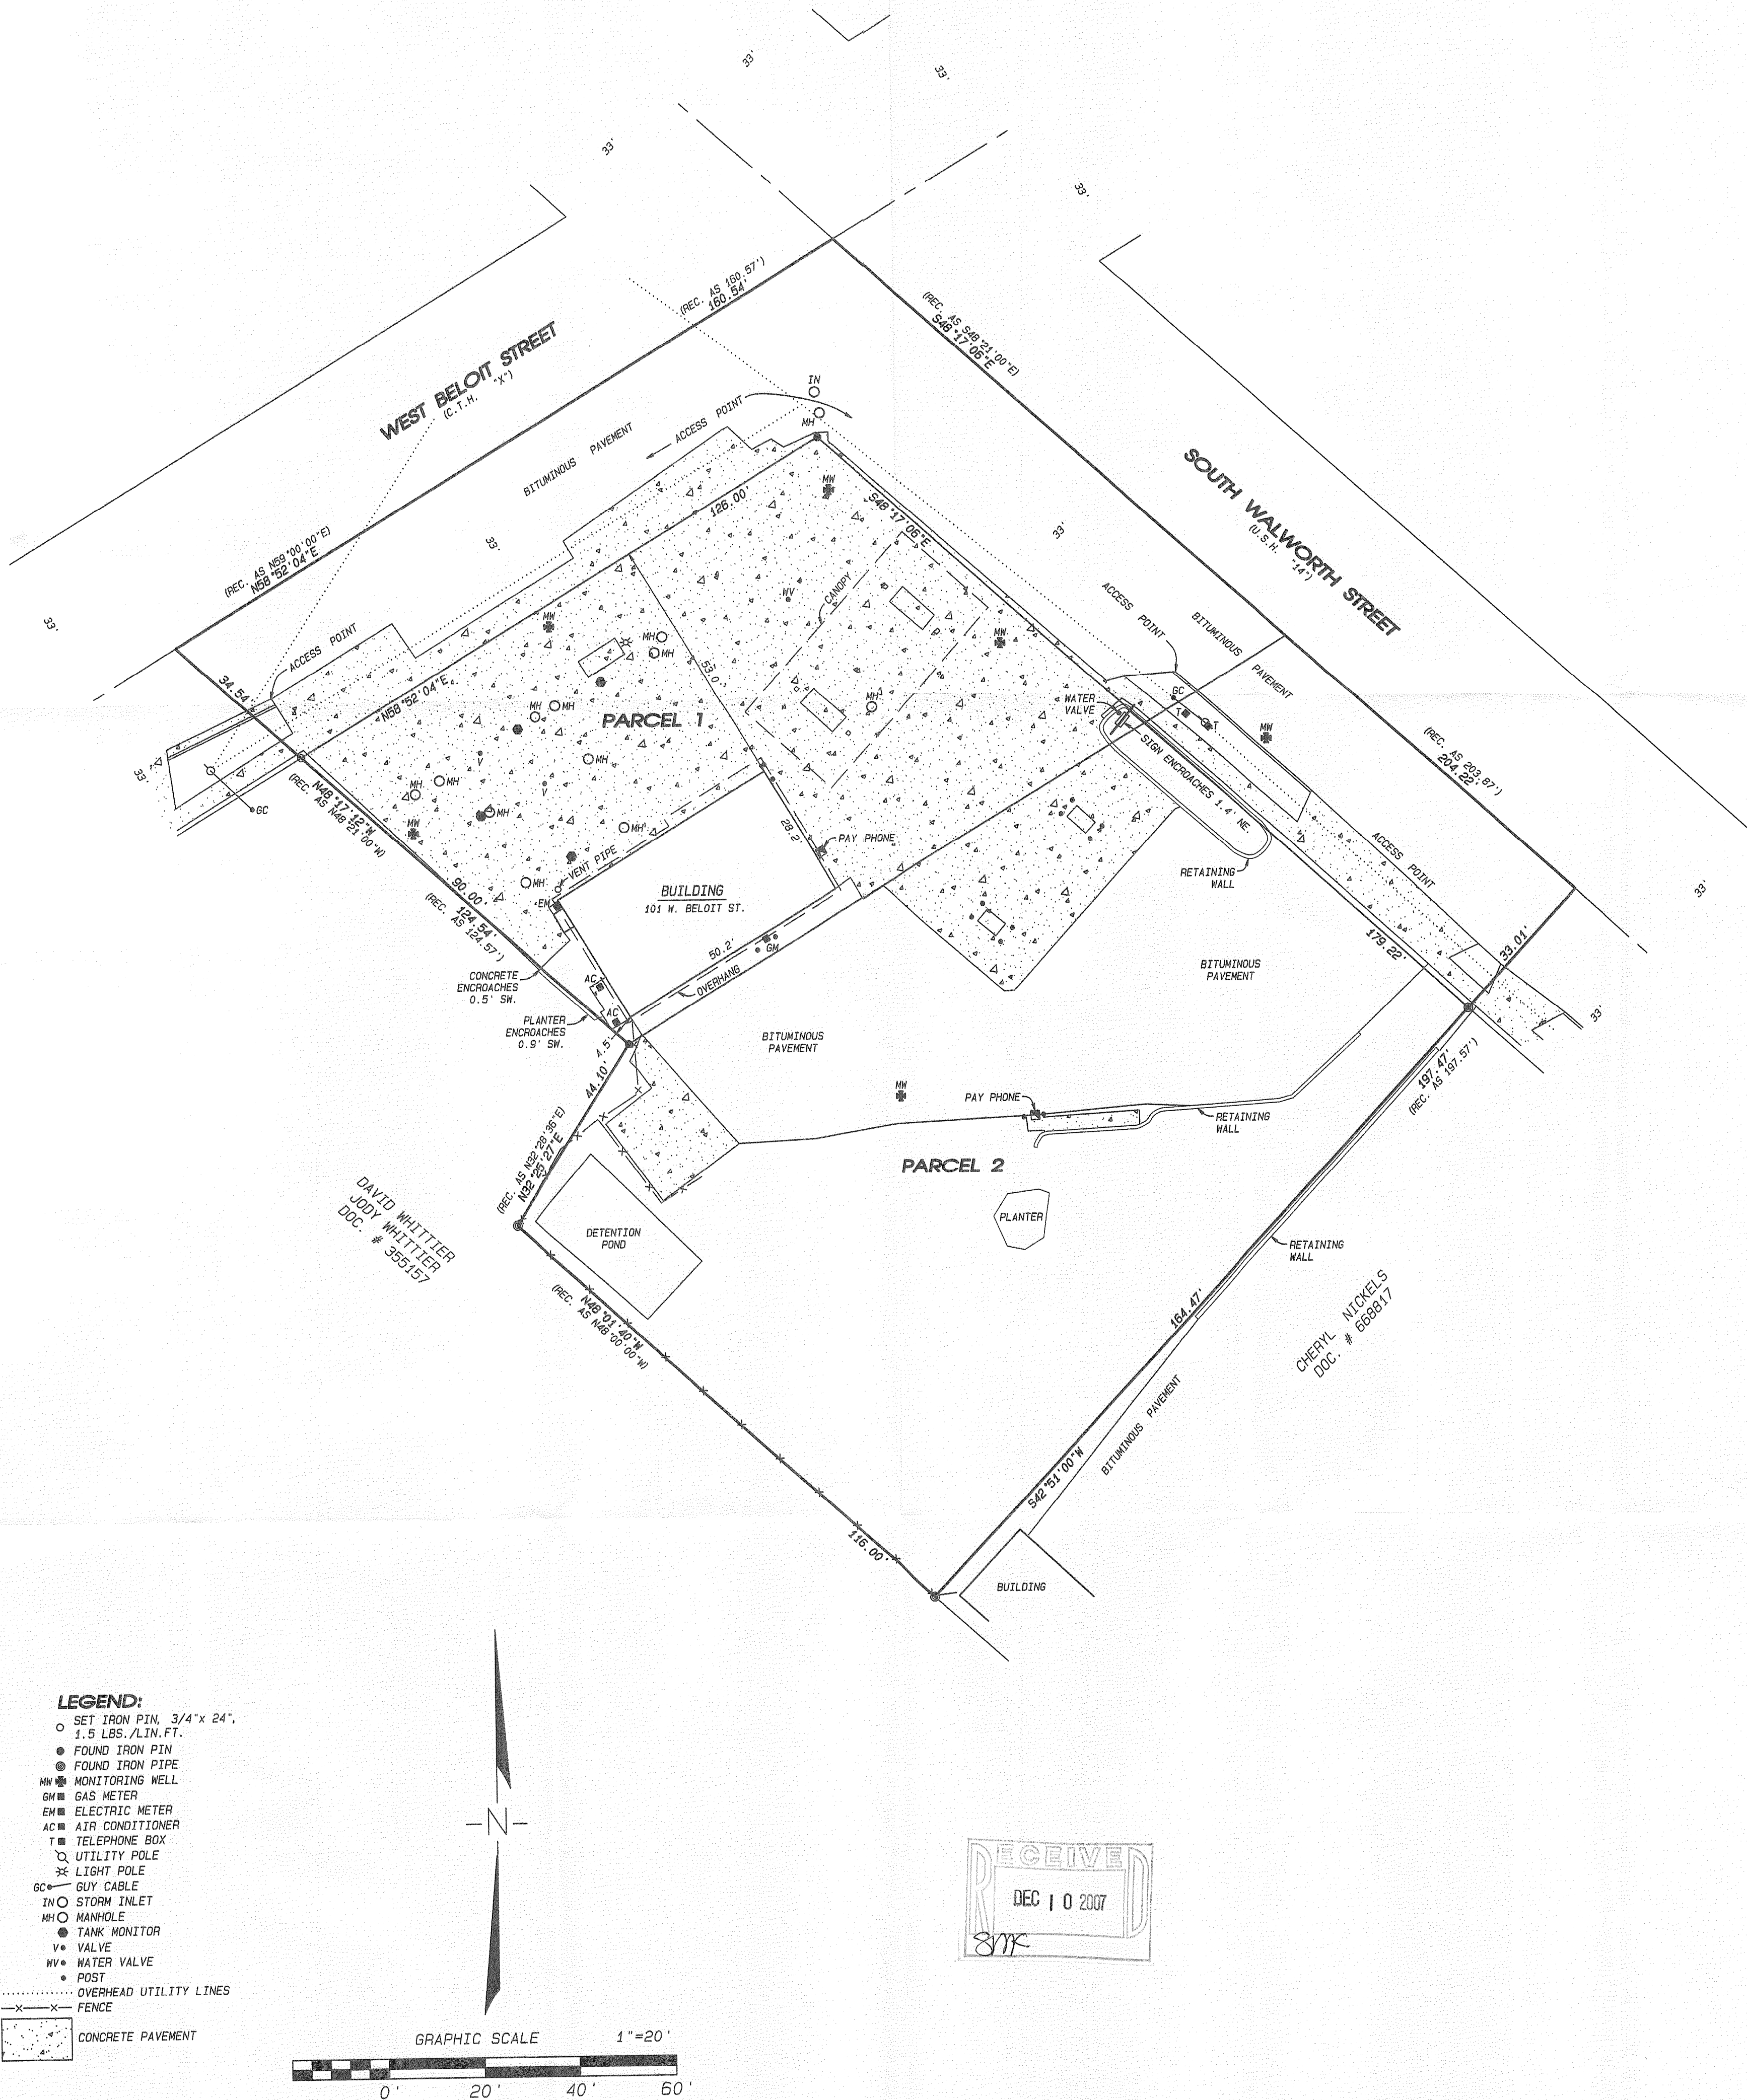 33'
33'
33'
33'
(REC. AS 160.57')
160.54'
(REC. AS S48°21'00"E)
S48°17'06"E
WEST BELOIT STREET
(C.T.H. "X")
IN
MH
ACCESS POINT
BITUMINOUS PAVEMENT
SOUTH WALWORTH STREET
(U.S.H. "14")
MW
S48°17'06"E
126.00'
33'
33'
(REC. AS N59°00'00"E)
N58°52'04"E
33'
CANOPY
WV
MW
MW
MH
MH
ACCESS POINT
BITUMINOUS PAVEMENT
ACCESS POINT
53.0'
34.54'
N58°52'04"E
PARCEL 1
MH
MH
MH
WATER
VALVE
GC
T
T
MW
SIGN ENCROACHES 1.4' NE.
(REC. AS 203.87')
204.22'
33'
GC
N48°17'12"W
(REC. AS N48°21'00"W)
V
V
MH
MH
MH
MH
MW
MH
MH
28.2'
PAY PHONE
VENT PIPE
EM
BUILDING
101 W. BELOIT ST.
RETAINING
WALL
ACCESS POINT
33'
90.00'
124.54'
(REC. AS 124.57')
50.2'
GM
OVERHANG
CONCRETE
ENCROACHES
0.5' SW.
AC
AC
PLANTER
ENCROACHES
0.9' SW.
4.5'
BITUMINOUS
PAVEMENT
BITUMINOUS
PAVEMENT
179.22'
33.01'
33'
44.10'
(REC. AS N32°28'36"E)
N32°25'27"E
MW
PAY PHONE
RETAINING
WALL
197.47'
(REC. AS 197.57')
PARCEL 2
DAVID WHITTIER
JODY WHITTIER
DOC. # 355157
DETENTION
POND
PLANTER
RETAINING
WALL
N48°01'40"W
(REC. AS N48°00'00"W)
164.47'
CHERYL NICKELS
DOC. # 668817
BITUMINOUS PAVEMENT
S42°51'00"W
116.00'
BUILDING
LEGEND:
SET IRON PIN, 3/4"x 24",
1.5 LBS./LIN.FT.
FOUND IRON PIN
FOUND IRON PIPE
MW MONITORING WELL
GM GAS METER
EM ELECTRIC METER
AC AIR CONDITIONER
T TELEPHONE BOX
UTILITY POLE
LIGHT POLE
GC GUY CABLE
IN STORM INLET
MH MANHOLE
TANK MONITOR
V VALVE
WV WATER VALVE
POST
OVERHEAD UTILITY LINES
FENCE
CONCRETE PAVEMENT
-N-
RECEIVED
DEC 10 2007
SMK
GRAPHIC SCALE 1"=20'
0' 20' 40' 60'